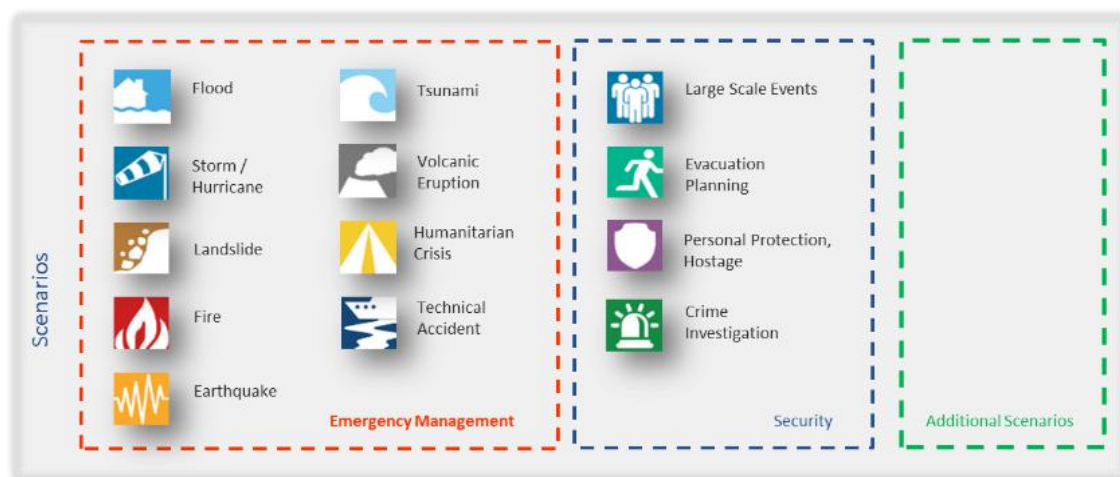 Scenarios
Flood
Storm /
Hurricane
Landslide
Fire
Earthquake
Tsunami
Volcanic
Eruption
Humanitarian
Crisis
Technical
Accident
Emergency Management
Large Scale Events
Evacuation
Planning
Personal Protection,
Hostage
Crime
Investigation
Security
Additional Scenarios